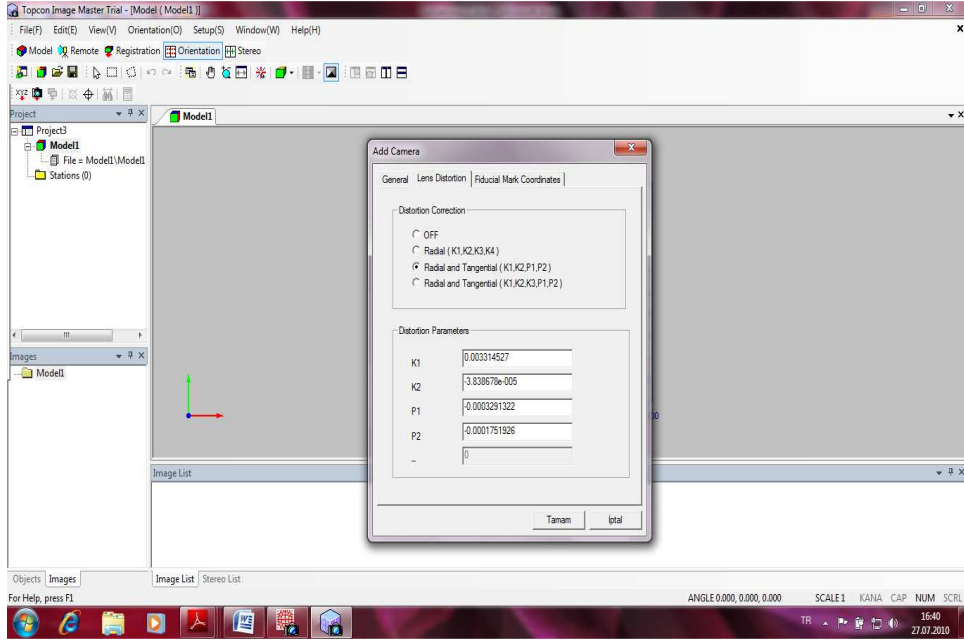 Topcon Image Master Trial - [Model ( Model1 )]
File(F) Edit(E) View(V) Orientation(O) Setup(S) Window(W) Help(H)
Model Remote Registration Orientation Stereo
Project
Model1
Project3
Model1
File = Model1\Model1
Stations (0)
Images
Model1
Add Camera
General Lens Distortion Fiducial Mark Coordinates
Distortion Correction
OFF
Radial ( K1,K2,K3,K4 )
Radial and Tangential ( K1,K2,P1,P2 )
Radial and Tangential ( K1,K2,K3,P1,P2 )
Distortion Parameters
K1 0.003314527
K2 -3.838678e-005
P1 -0.0003291322
P2 -0.0001751926
_ 0
Tamam İptal
Image List
Objects Images
Image List Stereo List
For Help, press F1
ANGLE 0.000, 0.000, 0.000 SCALE 1 KANA CAP NUM SCRL
TR
16:40
27.07.2010